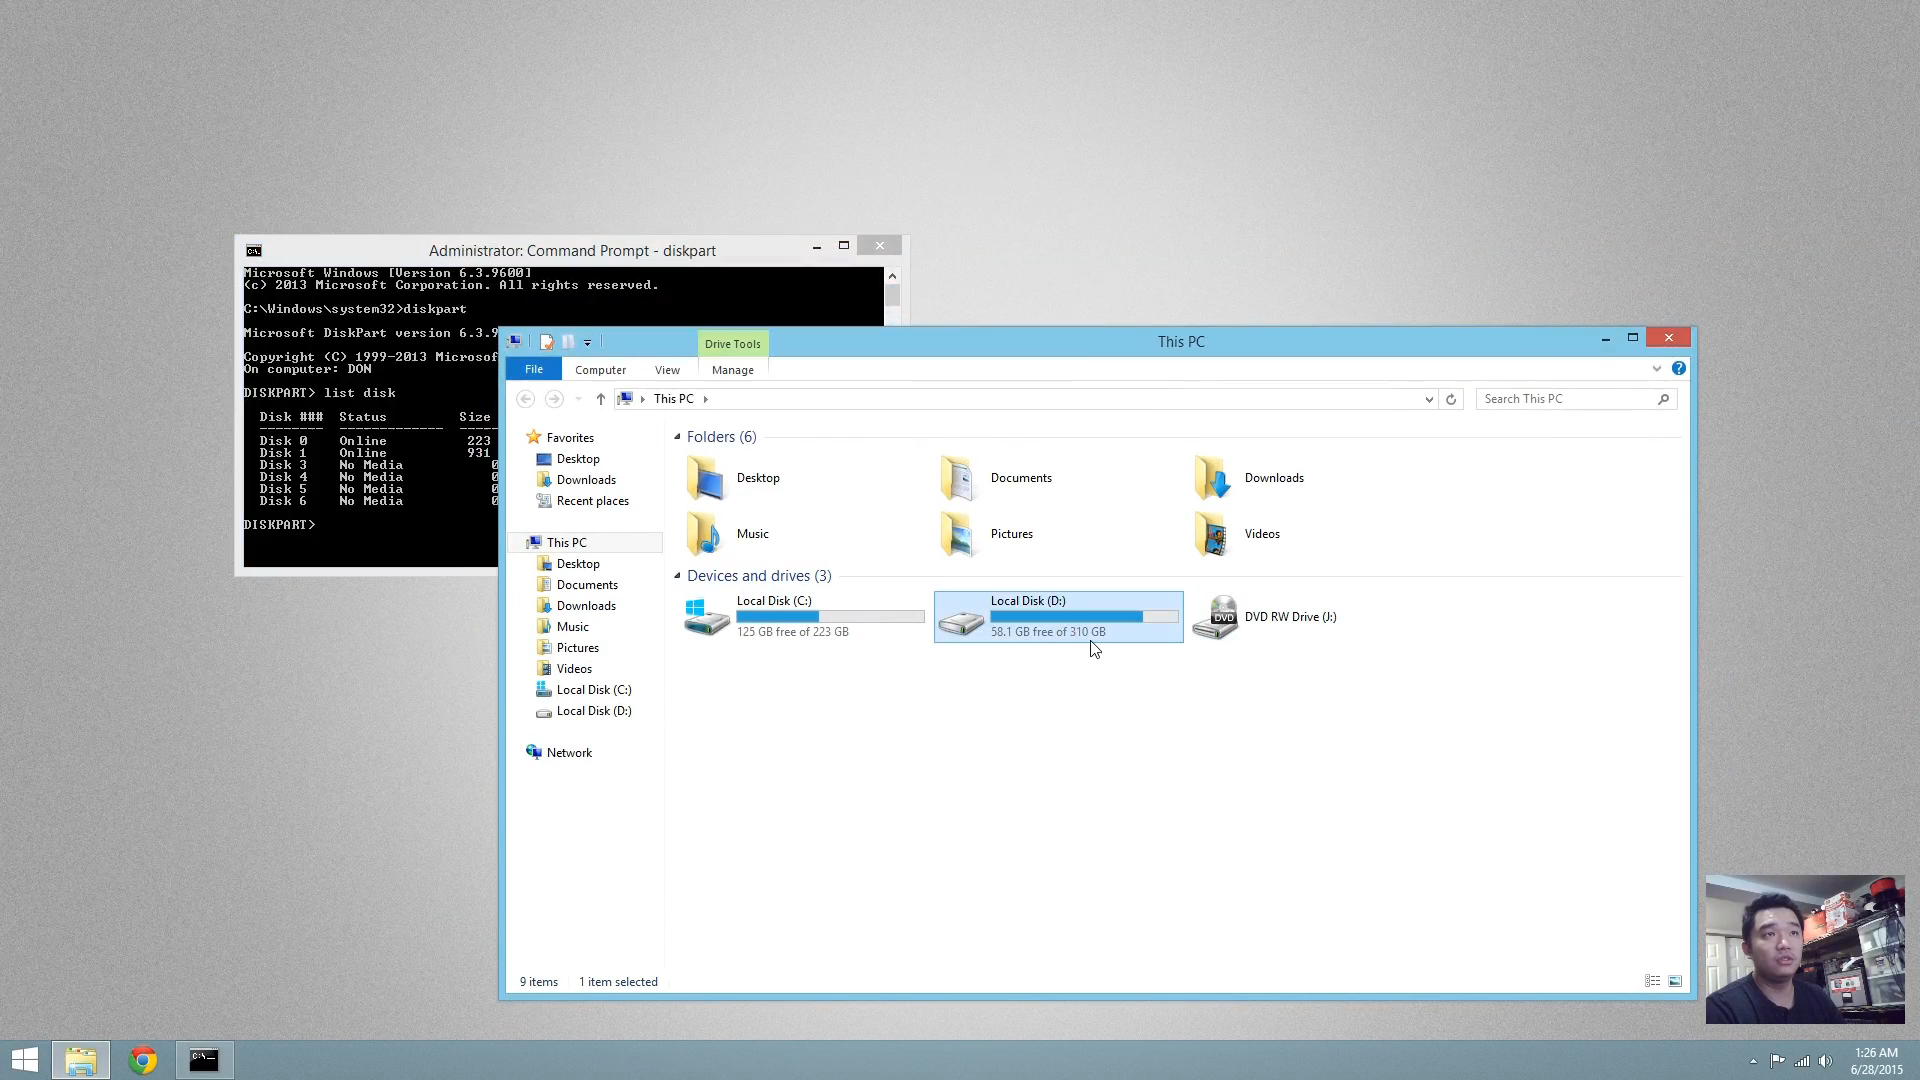 Administrator: Command Prompt - diskpart
Microsoft Windows [Version 6.3.9600]
(c) 2013 Microsoft Corporation. All rights reserved.
C:\Windows\system32>diskpart
Microsoft DiskPart version 6.3.9
Copyright (C) 1999-2013 Microsof
On computer: DON
DISKPART> list disk
Disk ### Status Size
Disk 0 Online 223
Disk 1 Online 931
Disk 3 No Media 0
Disk 4 No Media 0
Disk 5 No Media 0
Disk 6 No Media 0
DISKPART>
Drive Tools
This PC
File Computer View Manage
This PC
Search This PC
Favorites
Desktop
Downloads
Recent places
This PC
Desktop
Documents
Downloads
Music
Pictures
Videos
Local Disk (C:)
Local Disk (D:)
Network
Folders (6)
Desktop
Documents
Downloads
Music
Pictures
Videos
Devices and drives (3)
Local Disk (C:)
125 GB free of 223 GB
Local Disk (D:)
58.1 GB free of 310 GB
DVD
DVD RW Drive (J:)
9 items 1 item selected
1:26 AM
6/28/2015